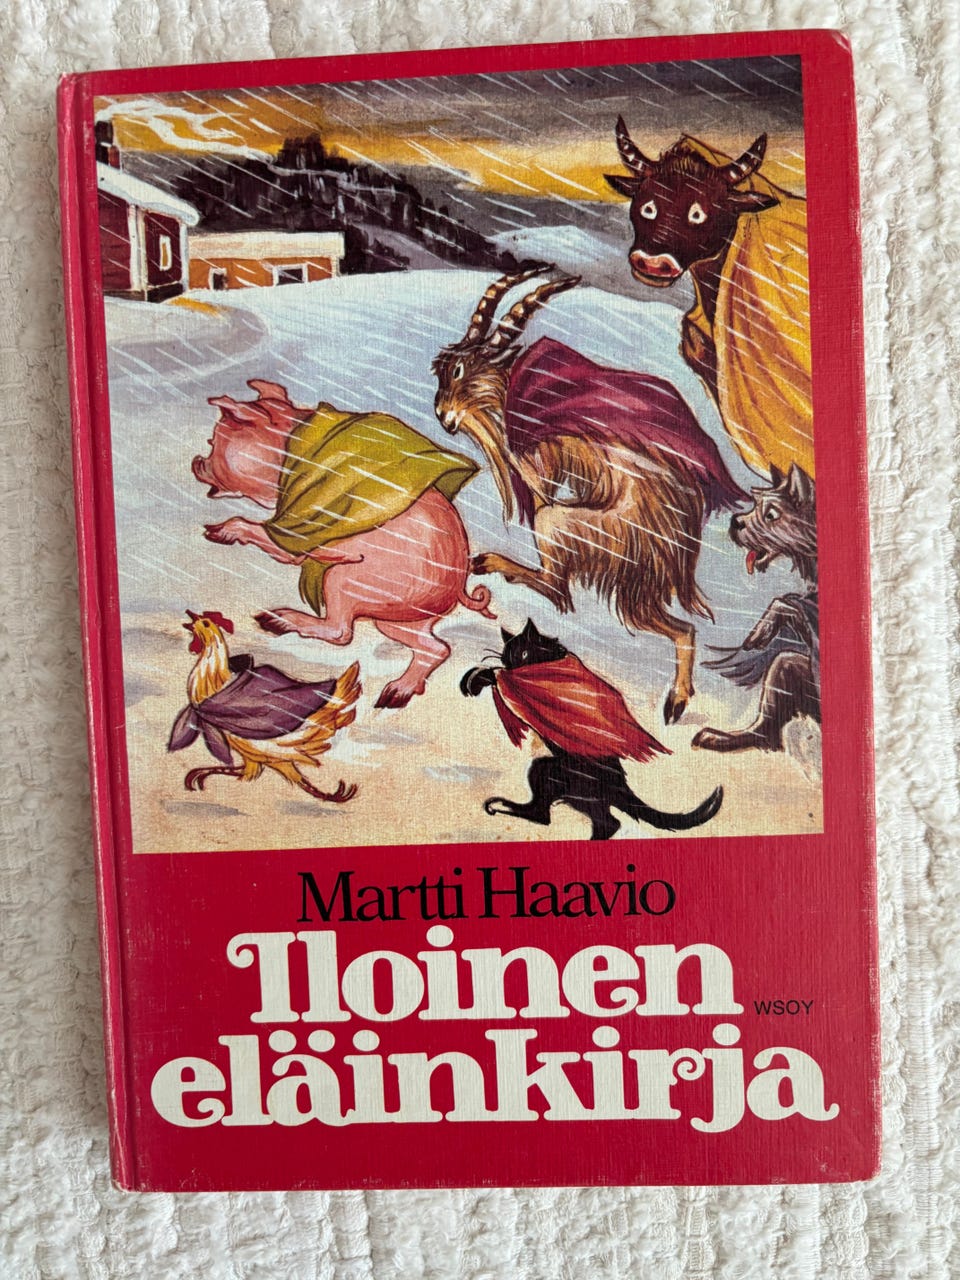 Martti Haavio
Iloinen
WSOY
eläinkirja